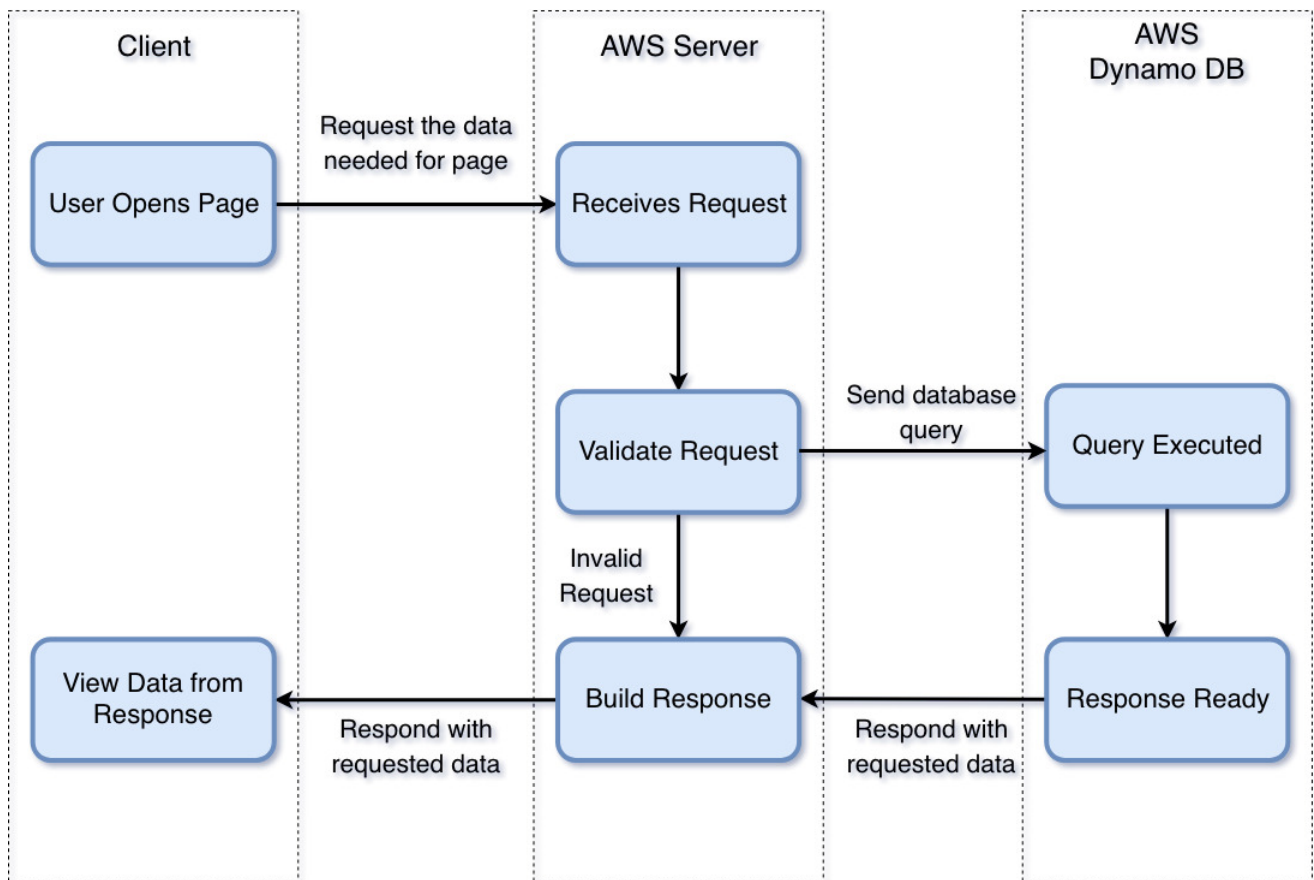 Client
AWS Server
AWS
Dynamo DB
Request the data
needed for page
User Opens Page
Receives Request
Send database
query
Validate Request
Query Executed
Invalid
Request
View Data from
Response
Build Response
Response Ready
Respond with
requested data
Respond with
requested data